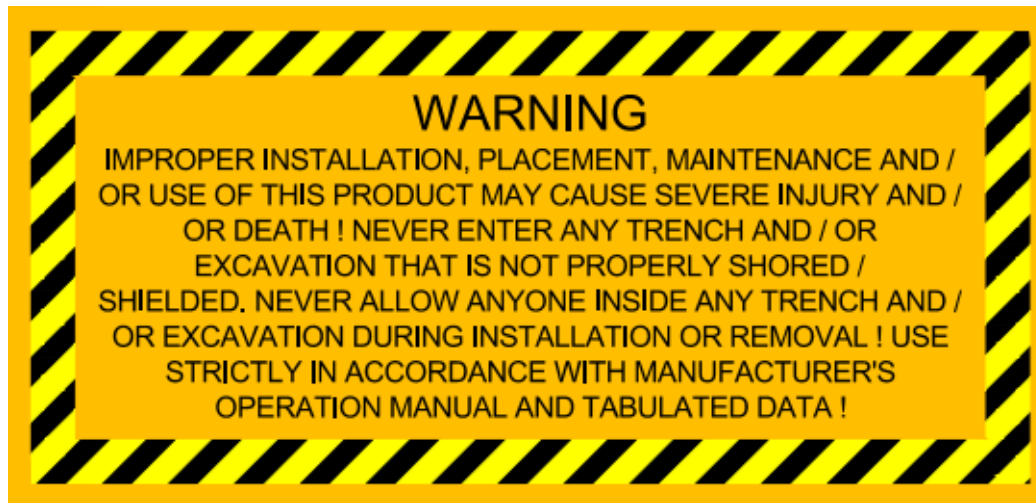 WARNING
IMPROPER INSTALLATION, PLACEMENT, MAINTENANCE AND /
OR USE OF THIS PRODUCT MAY CAUSE SEVERE INJURY AND /
OR DEATH ! NEVER ENTER ANY TRENCH AND / OR
EXCAVATION THAT IS NOT PROPERLY SHORED /
SHIELDED. NEVER ALLOW ANYONE INSIDE ANY TRENCH AND /
OR EXCAVATION DURING INSTALLATION OR REMOVAL ! USE
STRICTLY IN ACCORDANCE WITH MANUFACTURER'S
OPERATION MANUAL AND TABULATED DATA !